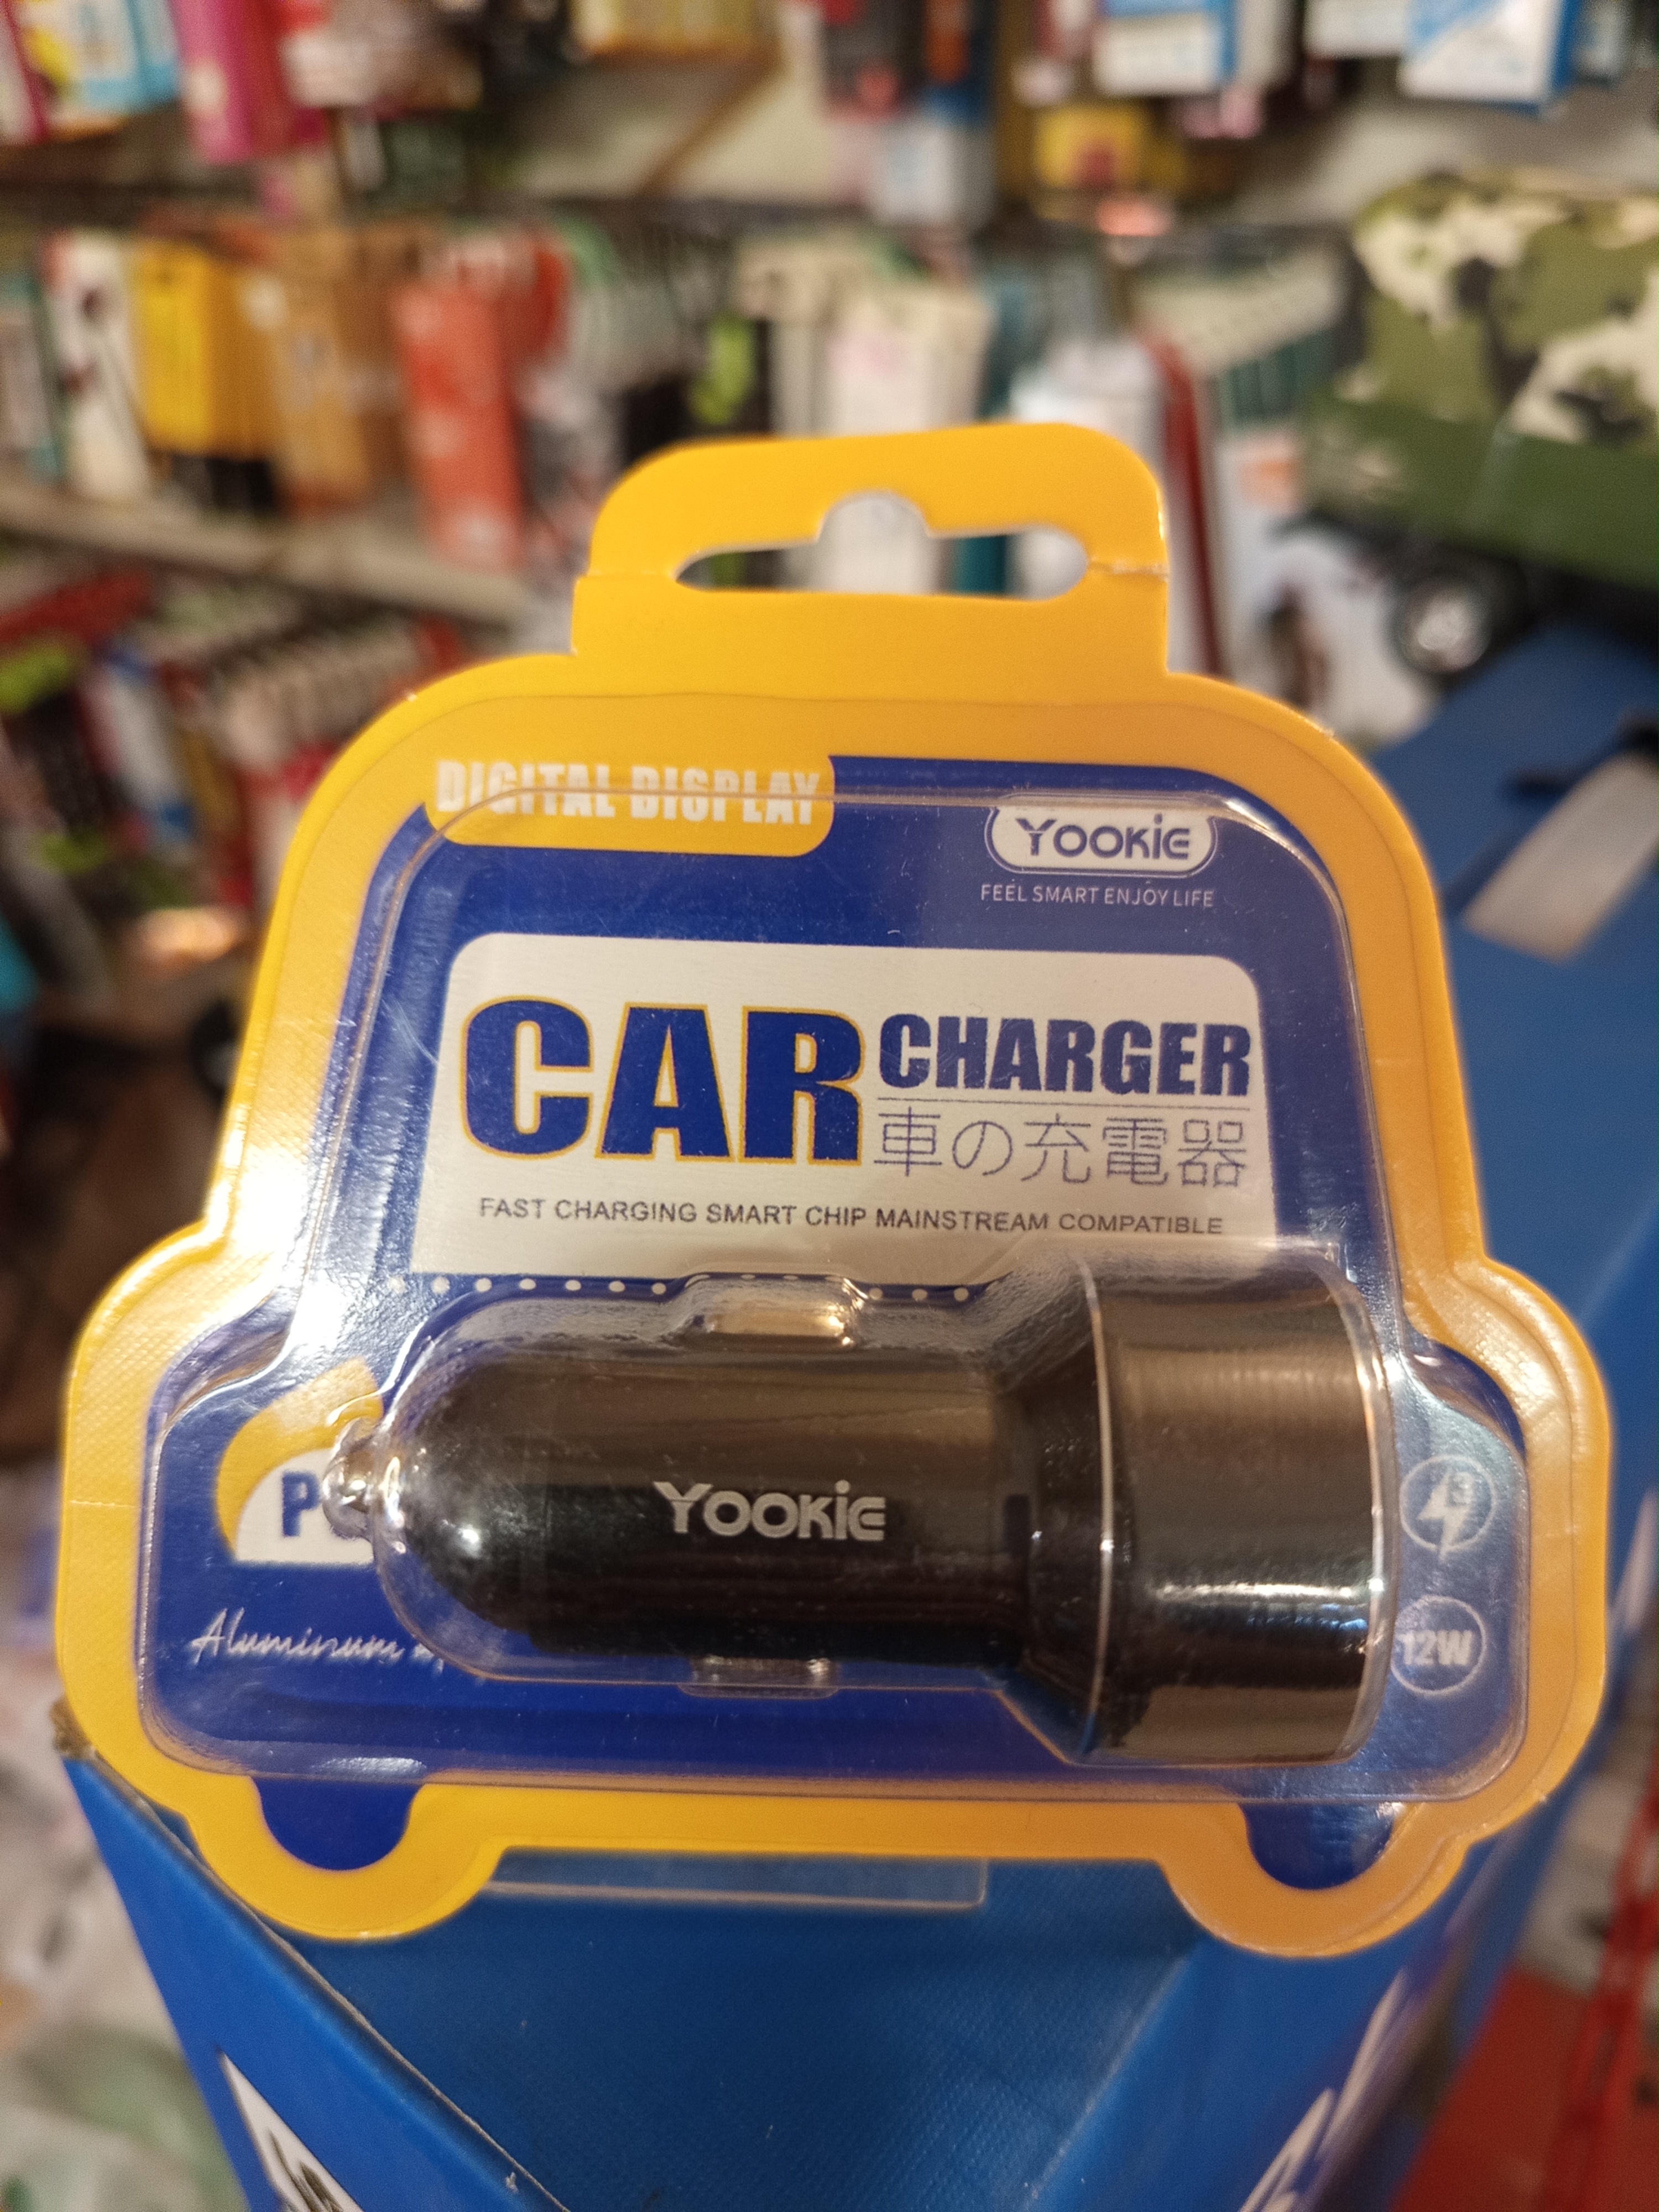 DIGITAL DISPLAY
YOOKIE
FEEL SMART ENJOY LIFE
CAR CHARGER
車の充電器
FAST CHARGING SMART CHIP MAINSTREAM COMPATIBLE
YOOKIE
Aluminum
12W